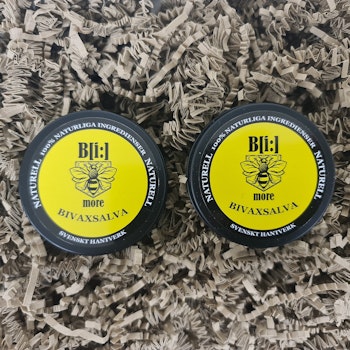 NATURELL 100% NATURLIGA INGREDIENSER NATURELL
B[i:]
more
BIVAXSALVA
SVENSKT HANTVERK
NATURELL 100% NATURLIGA INGREDIENSER NATURELL
B[i:]
more
BIVAXSALVA
SVENSKT HANTVERK